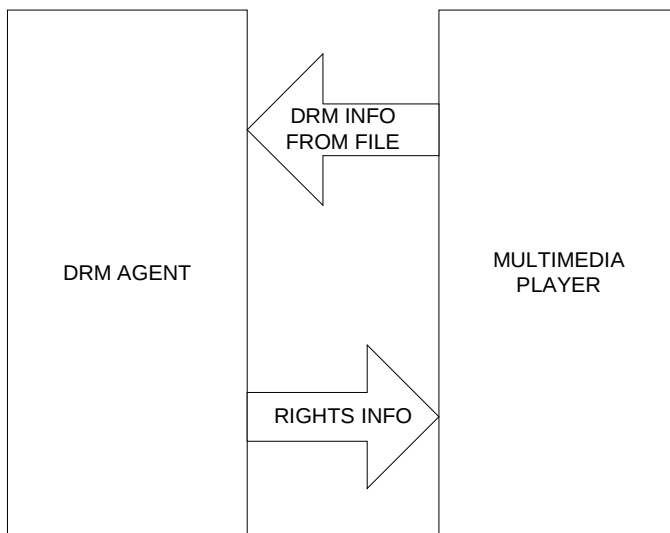 DRM INFO
FROM FILE
DRM AGENT
MULTIMEDIA
PLAYER
RIGHTS INFO